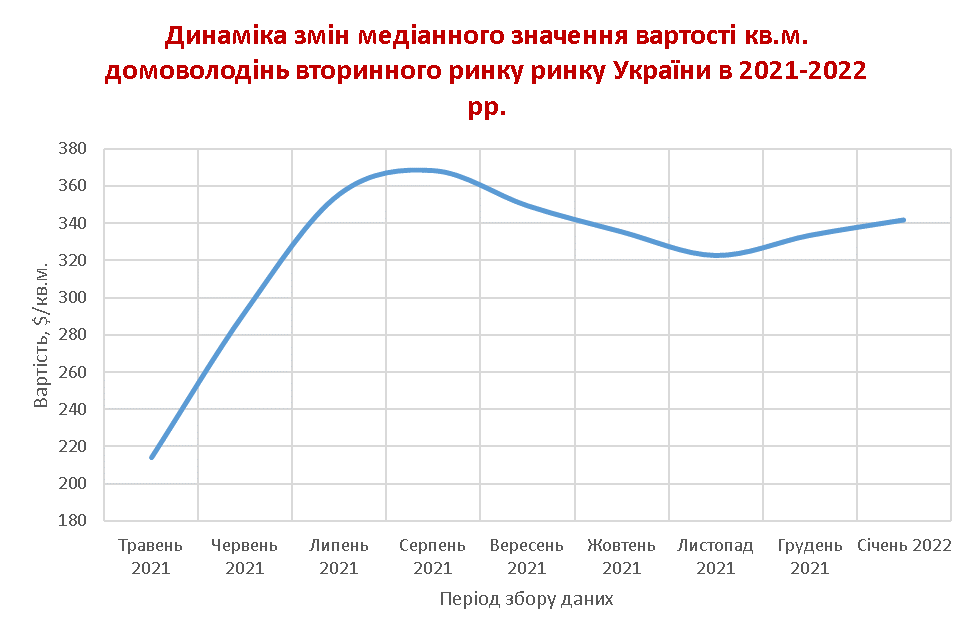 Динаміка змін медіанного значення вартості кв.м.
домоволодінь вторинного ринку ринку України в 2021-2022
рр.
380
360
340
320
300
280
260
240
220
200
180
Вартість, $/кв.м.
Травень 2021
Червень 2021
Липень 2021
Серпень 2021
Вересень 2021
Жовтень 2021
Листопад 2021
Грудень 2021
Січень 2022
Період збору даних